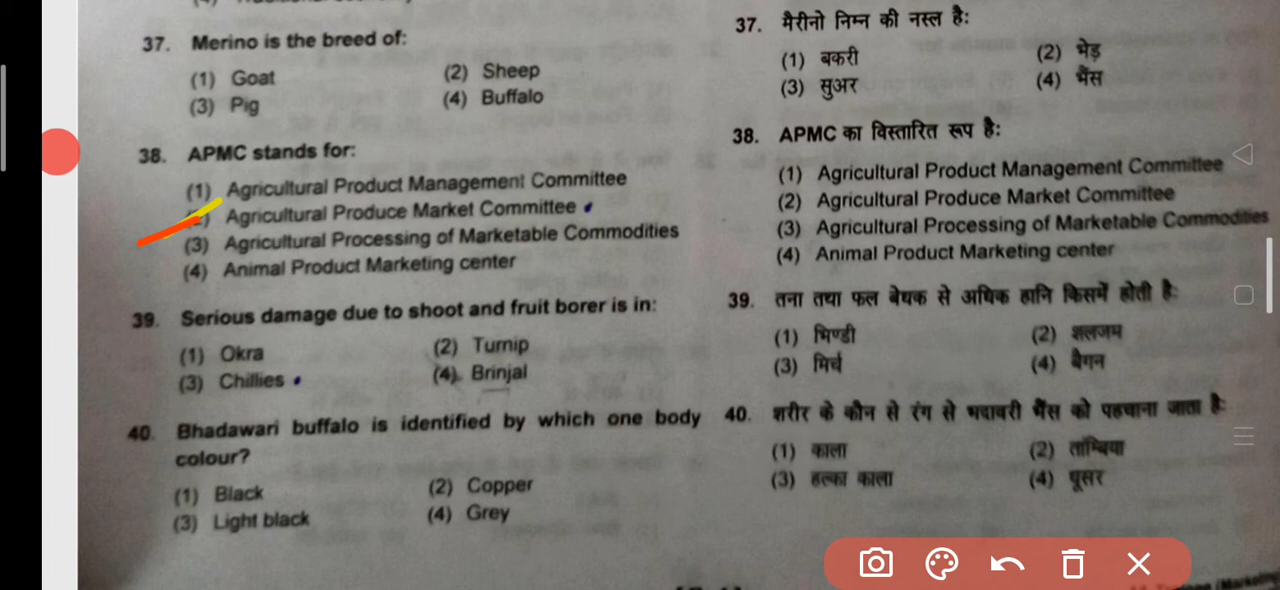 37. Merino is the breed of:
(1) Goat (2) Sheep
(3) Pig (4) Buffalo
38. APMC stands for:
(1) Agricultural Product Management Committee
(2) Agricultural Produce Market Committee
(3) Agricultural Processing of Marketable Commodities
(4) Animal Product Marketing center
39. Serious damage due to shoot and fruit borer is in:
(1) Okra (2) Turnip
(3) Chillies (4) Brinjal
40. Bhadawari buffalo is identified by which one body
colour?
(1) Black (2) Copper
(3) Light black (4) Grey
37. मैरीनो निम्न की नस्ल है:
(1) बकरी (2) भेड़
(3) सुअर (4) भैंस
38. APMC का विस्तारित रूप है:
(1) Agricultural Product Management Committee
(2) Agricultural Produce Market Committee
(3) Agricultural Processing of Marketable Commodities
(4) Animal Product Marketing center
39. तना तथा फल बेधक से अधिक हानि किसमें होती है:
(1) भिण्डी (2) शलजम
(3) मिर्च (4) बैगन
40. शरीर के कौन से रंग से भदावरी भैंस को पहचाना जाता है:
(1) काला (2) ताम्बिया
(3) हल्का काला (4) धूसर